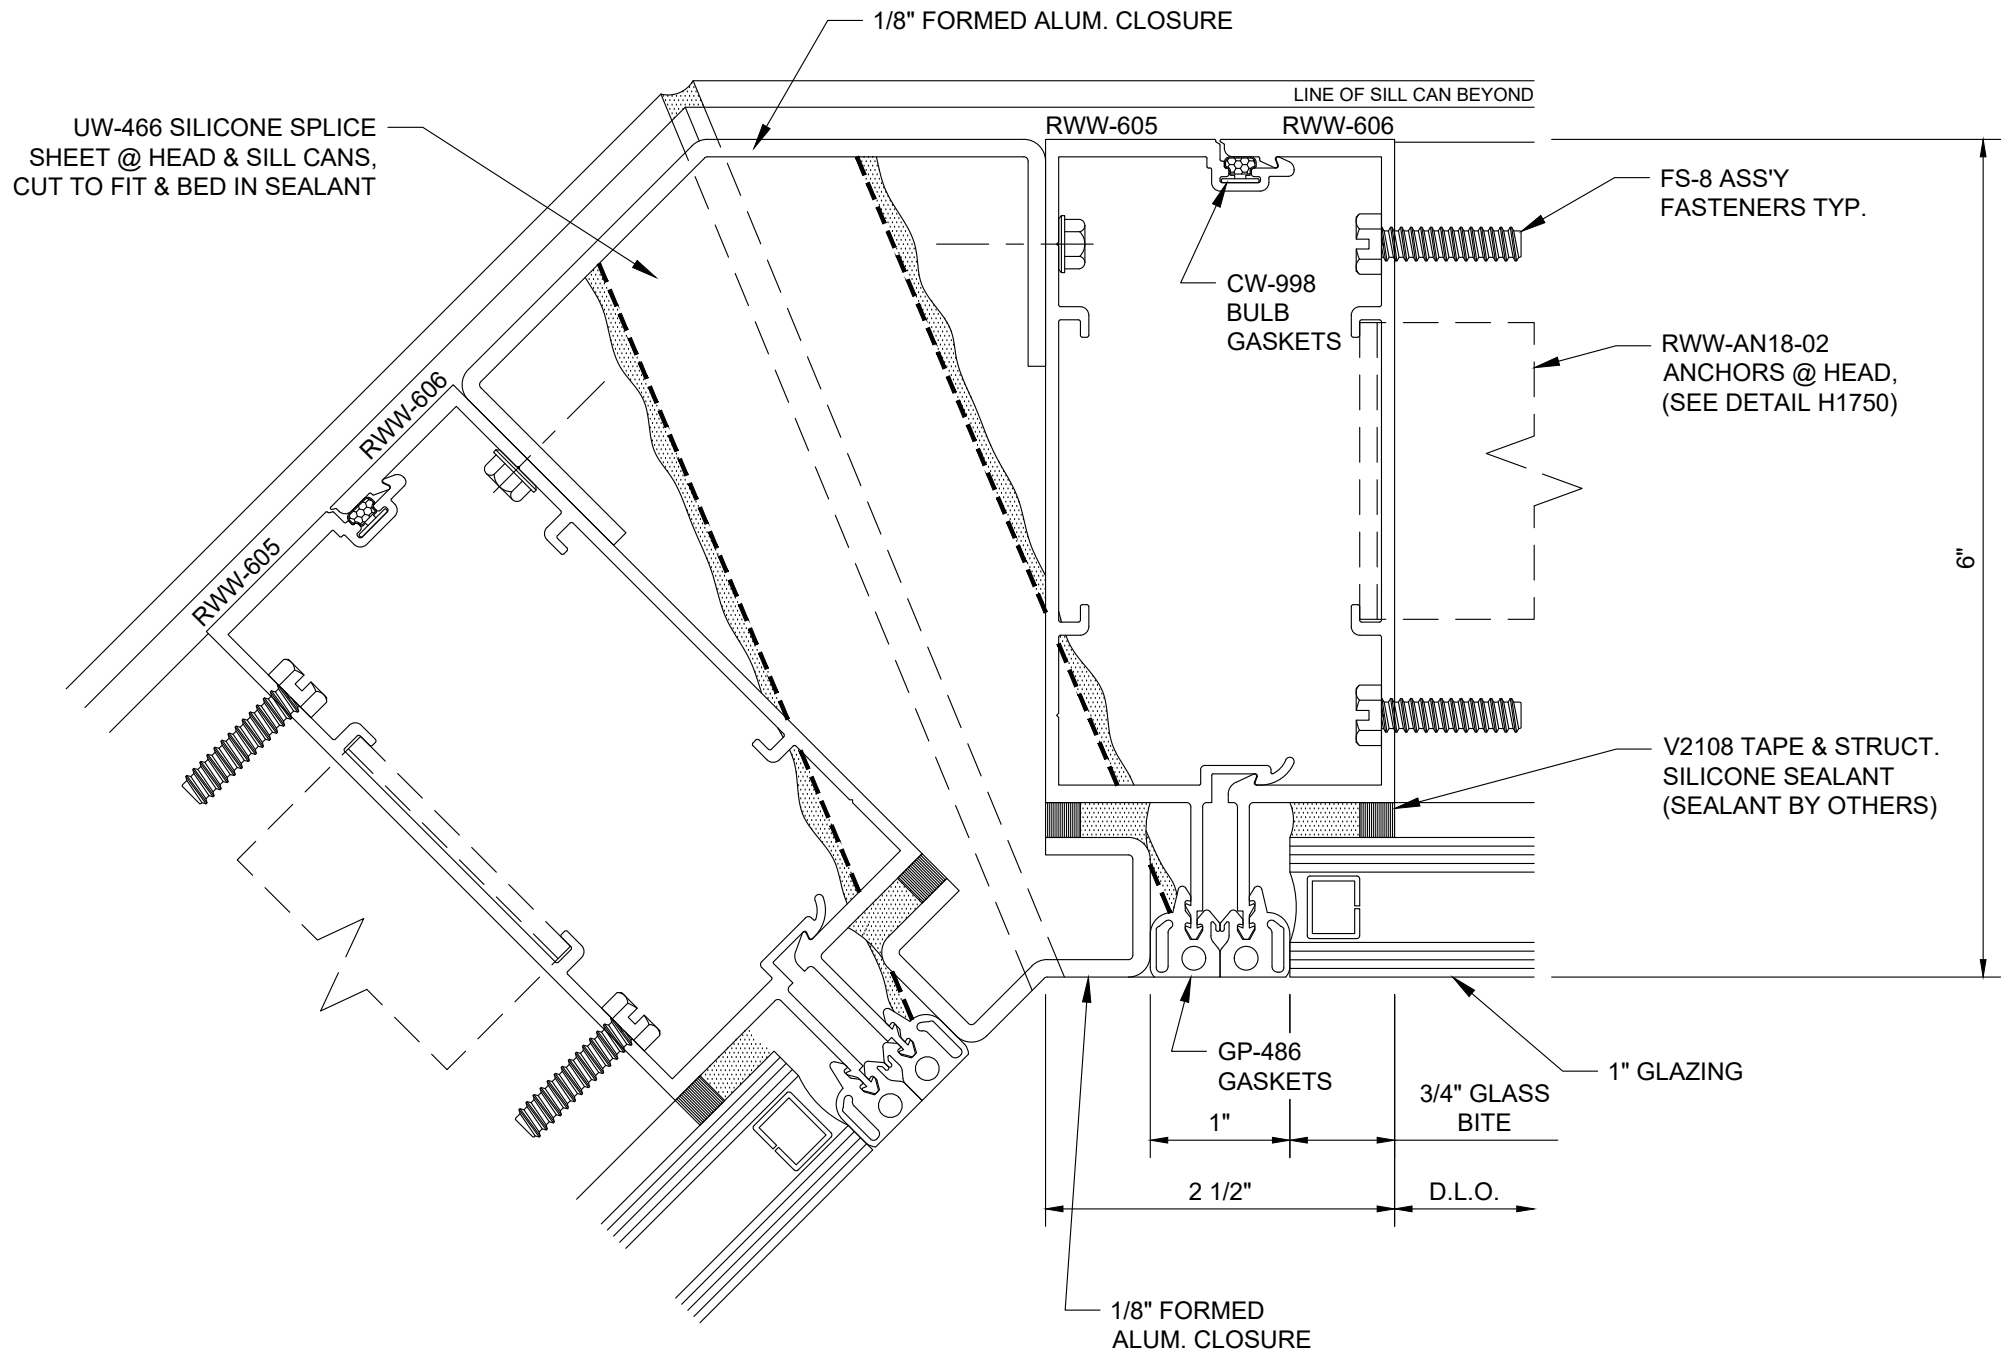 1/8" FORMED ALUM. CLOSURE
LINE OF SILL CAN BEYOND
UW-466 SILICONE SPLICE
SHEET @ HEAD & SILL CANS,
CUT TO FIT & BED IN SEALANT
RWW-605
RWW-606
FS-8 ASS'Y
FASTENERS TYP.
CW-998
BULB
GASKETS
RWW-AN18-02
ANCHORS @ HEAD,
(SEE DETAIL H1750)
RWW-606
RWW-605
6"
V2108 TAPE & STRUCT.
SILICONE SEALANT
(SEALANT BY OTHERS)
GP-486
GASKETS
1" GLAZING
3/4" GLASS
BITE
1"
2 1/2"
D.L.O.
1/8" FORMED
ALUM. CLOSURE